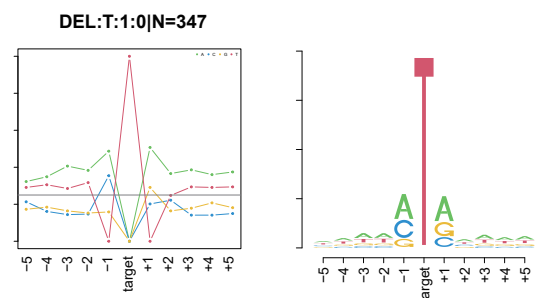 DEL:T:1:0|N=347
A C G T
−5 −4 −3 −2 −1 target +1 +2 +3 +4 +5
A T A
C G
G C
−5 −4 −3 −2 −1 target +1 +2 +3 +4 +5